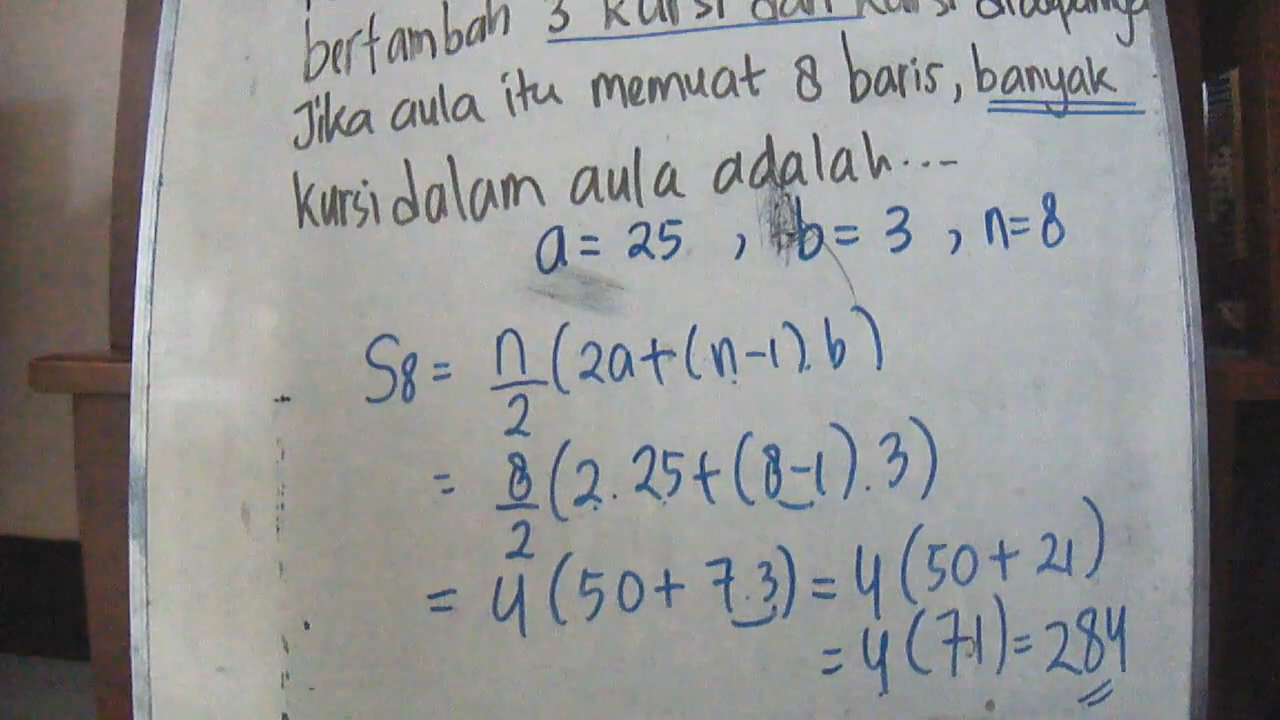 bertambah 3 kursi dari kursi
Jika aula itu memuat 8 baris, banyak
kursi dalam aula adalah...
a = 25 , b = 3 , n = 8
S8 = n/2 (2a + (n-1).b)
= 8/2 (2.25 + (8-1).3)
= 4 (50 + 7.3) = 4 (50 + 21)
= 4 (71) = 284